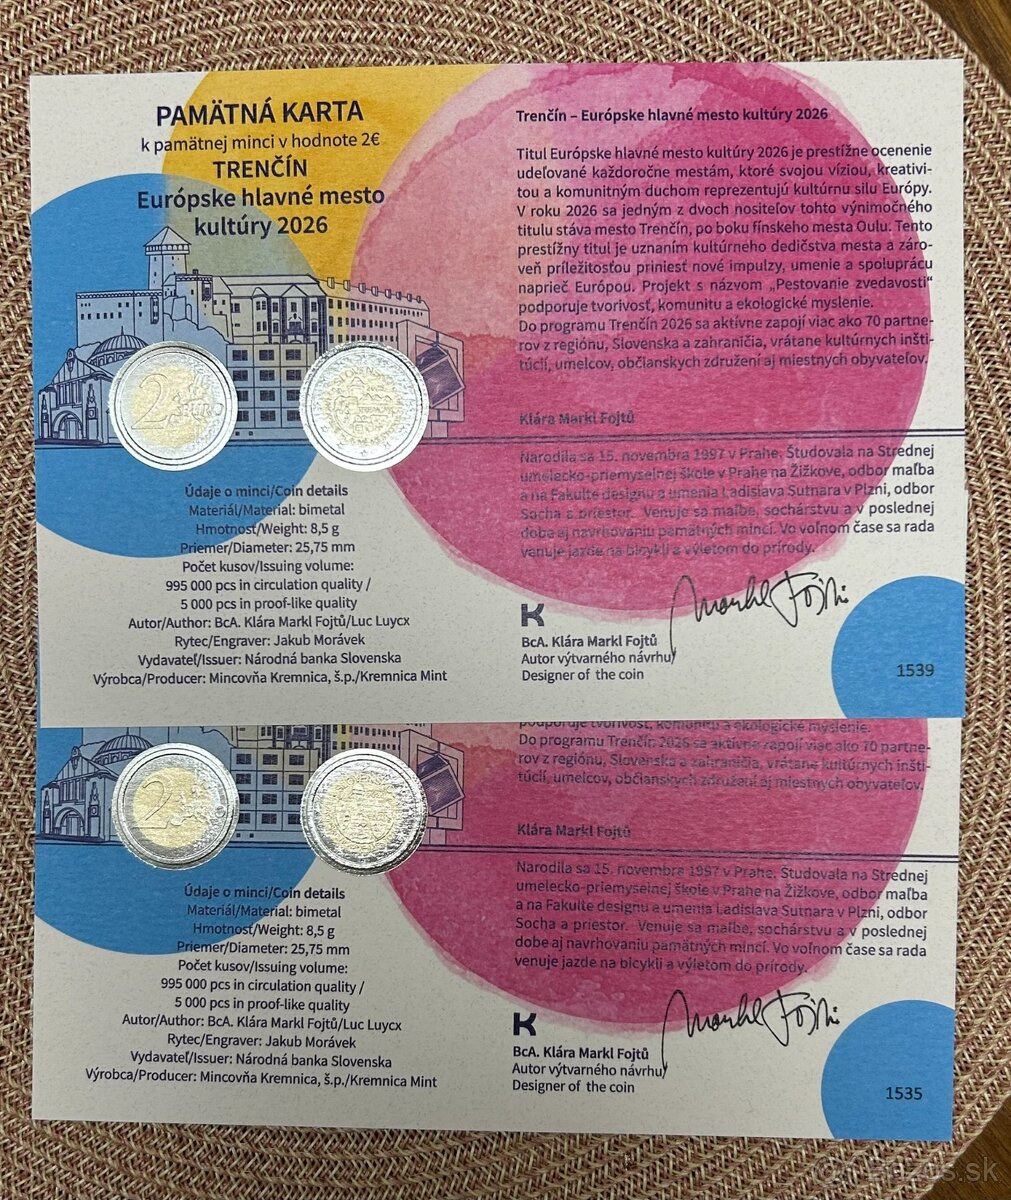 PAMÄTNÁ KARTA
k pamätnej minci v hodnote 2€
TRENČÍN
Európske hlavné mesto
kultúry 2026
Údaje o minci/Coin details
Materiál/Material: bimetal
Hmotnosť/Weight: 8,5 g
Priemer/Diameter: 25,75 mm
Počet kusov/Issuing volume:
995 000 pcs in circulation quality /
5 000 pcs in proof-like quality
Autor/Author: BcA. Klára Markl Fojtů/Luc Luycx
Rytec/Engraver: Jakub Morávek
Vydavateľ/Issuer: Národná banka Slovenska
Výrobca/Producer: Mincovňa Kremnica, š.p./Kremnica Mint
Trenčín – Európske hlavné mesto kultúry 2026
Titul Európske hlavné mesto kultúry 2026 je prestížne ocenenie
udeľované každoročne mestám, ktoré svojou víziou, kreativi-
tou a komunitným duchom reprezentujú kultúrnu silu Európy.
V roku 2026 sa jedným z dvoch nositeľov tohto výnimočného
titulu stáva mesto Trenčín, po boku fínskeho mesta Oulu. Tento
prestížny titul je uznaním kultúrneho dedičstva mesta a záro-
veň príležitosťou priniesť nové impulzy, umenie a spoluprácu
naprieč Európou. Projekt s názvom „Pestovanie zvedavosti“
podporuje tvorivosť, komunitu a ekologické myslenie.
Do programu Trenčín 2026 sa aktívne zapojí viac ako 70 partne-
rov z regiónu, Slovenska a zahraničia, vrátane kultúrnych inšti-
túcií, umelcov, občianskych združení aj miestnych obyvateľov.
Klára Markl Fojtů
Narodila sa 15. novembra 1997 v Prahe. Študovala na Strednej
umelecko-priemyselnej škole v Prahe na Žižkove, odbor maľba
a na Fakulte designu a umenia Ladislava Sutnara v Plzni, odbor
Socha a priestor. Venuje sa maľbe, sochárstvu a v poslednej
dobe aj navrhovaniu pamätných mincí. Vo voľnom čase sa rada
venuje jazde na bicykli a výletom do prírody.
Markl Fojtů
K
BcA. Klára Markl Fojtů
Autor výtvarného návrhu
Designer of the coin
1539
2 EURO
podporuje tvorivosť, komunitu a ekologické myslenie.
Do programu Trenčín 2026 sa aktívne zapojí viac ako 70 partne-
rov z regiónu, Slovenska a zahraničia, vrátane kultúrnych inšti-
túcií, umelcov, občianskych združení aj miestnych obyvateľov.
Klára Markl Fojtů
Narodila sa 15. novembra 1997 v Prahe. Študovala na Strednej
umelecko-priemyselnej škole v Prahe na Žižkove, odbor maľba
a na Fakulte designu a umenia Ladislava Sutnara v Plzni, odbor
Socha a priestor. Venuje sa maľbe, sochárstvu a v poslednej
dobe aj navrhovaniu pamätných mincí. Vo voľnom čase sa rada
venuje jazde na bicykli a výletom do prírody.
2
Údaje o minci/Coin details
Materiál/Material: bimetal
Hmotnosť/Weight: 8,5 g
Priemer/Diameter: 25,75 mm
Počet kusov/Issuing volume:
995 000 pcs in circulation quality /
5 000 pcs in proof-like quality
Autor/Author: BcA. Klára Markl Fojtů/Luc Luycx
Rytec/Engraver: Jakub Morávek
Vydavateľ/Issuer: Národná banka Slovenska
Výrobca/Producer: Mincovňa Kremnica, š.p./Kremnica Mint
Markl Fojtů
K
BcA. Klára Markl Fojtů
Autor výtvarného návrhu
Designer of the coin
1535